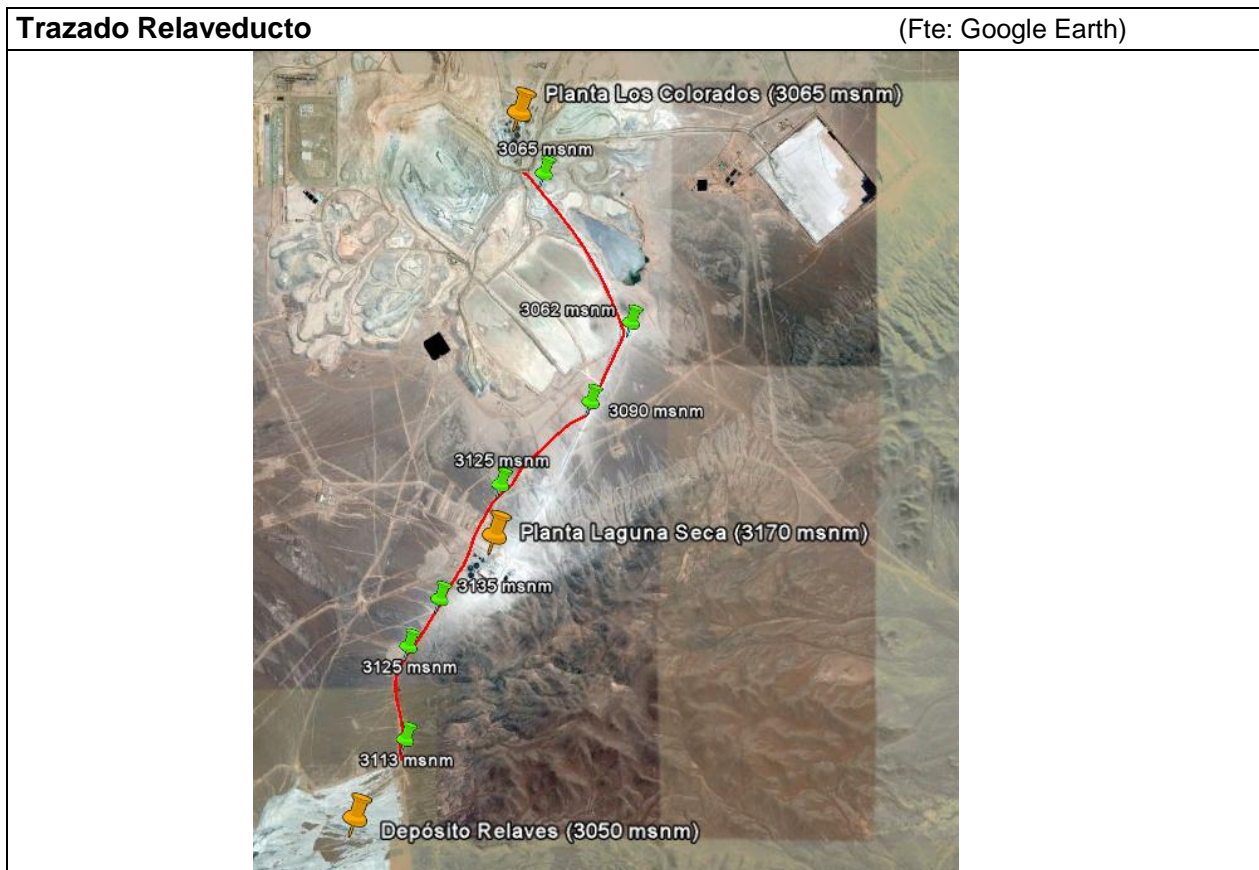 Trazado Relaveducto (Fte: Google Earth)
Planta Los Colorados (3065 msnm)
3065 msnm
3062 msnm
3090 msnm
3125 msnm
Planta Laguna Seca (3170 msnm)
3135 msnm
3125 msnm
3113 msnm
Depósito Relaves (3050 msnm)